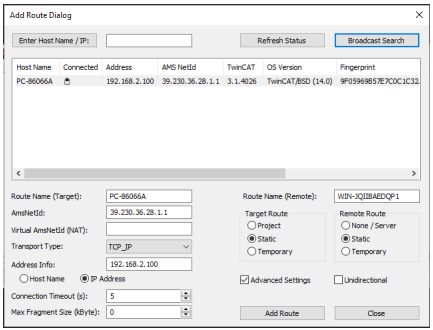 Add Route Dialog
Enter Host Name / IP:
Refresh Status
Broadcast Search
Host Name Connected Address AMS NetId TwinCAT OS Version Fingerprint
PC-86066A 192.168.2.100 39.230.36.28.1.1 3.1.4026 TwinCAT/BSD (14.0) 9F05969B57E7C0C1C32.
Route Name (Target): PC-86066A
Route Name (Remote): WIN-JQIIBAEDQP1
AmsNetId: 39.230.36.28.1.1
Target Route
Remote Route
Virtual AmsNetId (NAT):
Project
None / Server
Transport Type: TCP_IP
Static
Static
Address Info: 192.168.2.100
Temporary
Temporary
Host Name IP Address
Advanced Settings
Unidirectional
Connection Timeout (s): 5
Max Fragment Size (kByte): 0
Add Route
Close